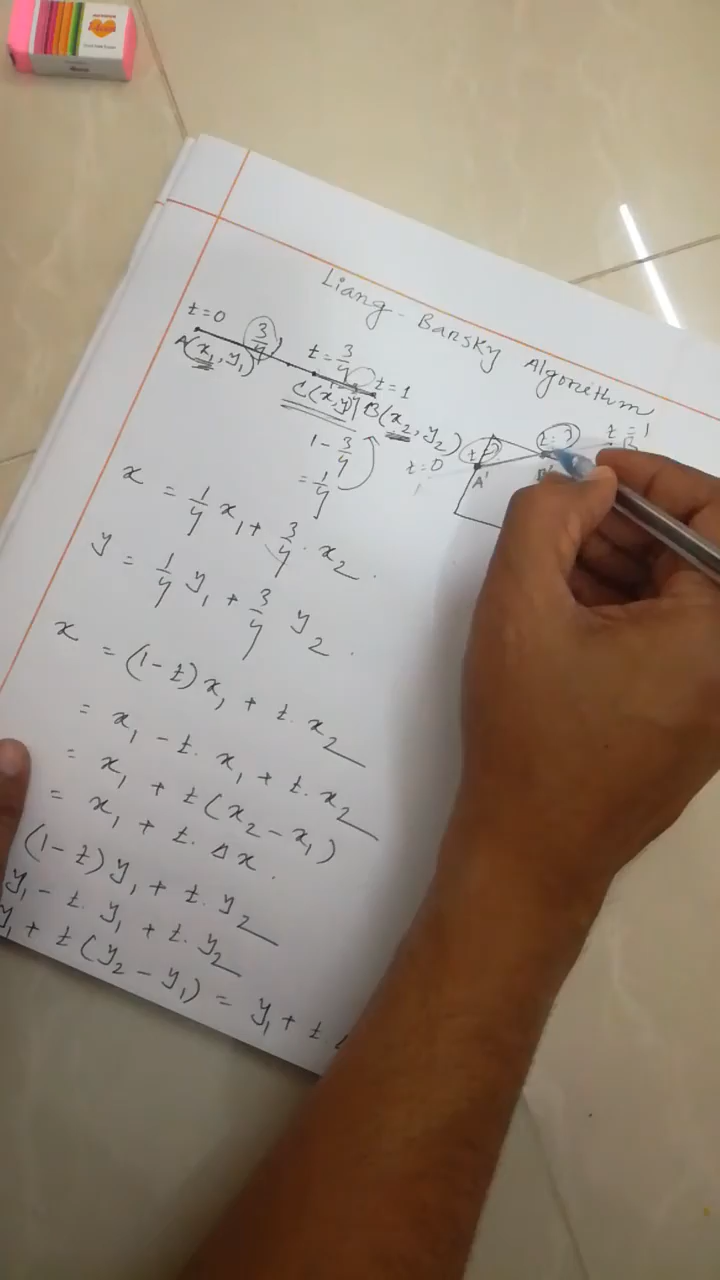 Liang - Barsky Algorithm
t = 0
3/4
t = 3/4
t = 1
A(x₁, y₁)
C(x, y)
B(x₂, y₂)
1 - 3/4
= 1/4
t = 0
t = ?
A'
t = ?
t = 1
B
x = 1/4 x₁ + 3/4 . x₂ .
y = 1/4 y₁ + 3/4 y₂ .
x = (1 - t) x₁ + t. x₂
= x₁ - t. x₁ + t. x₂
= x₁ + t (x₂ - x₁)
= x₁ + t. Δx .
(1 - t) y₁ + t. y₂
y₁ - t. y₁ + t. y₂
y₁ + t (y₂ - y₁) = y₁ + t